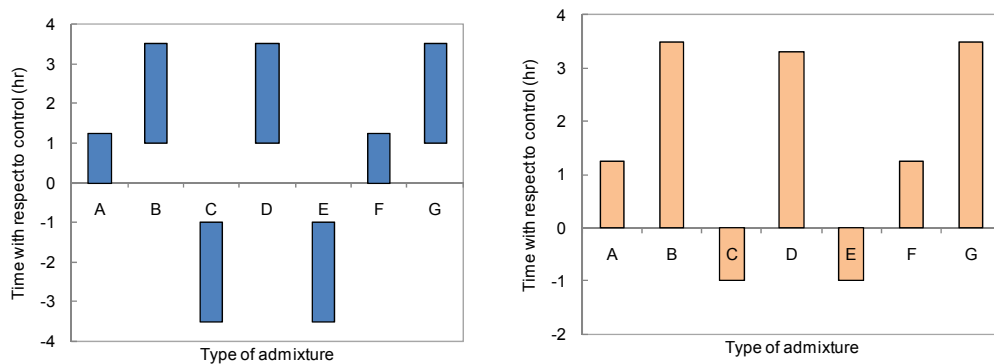 Time with respect to control (hr)
4
3
2
1
0
-1
-2
-3
-4
A B C D E F G
Type of admixture
Time with respect to control (hr)
4
3
2
1
0
-1
-2
A B C D E F G
Type of admixture